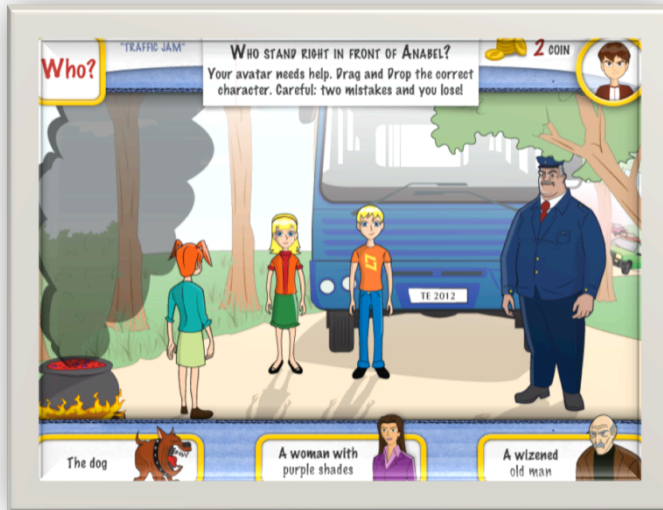 Who?
"TRAFFIC JAM"
WHO STAND RIGHT IN FRONT OF ANABEL?
Your avatar needs help. Drag and Drop the correct
character. Careful: two mistakes and you lose!
2 COIN
TE 2012
The dog
A woman with
purple shades
A wizened
old man